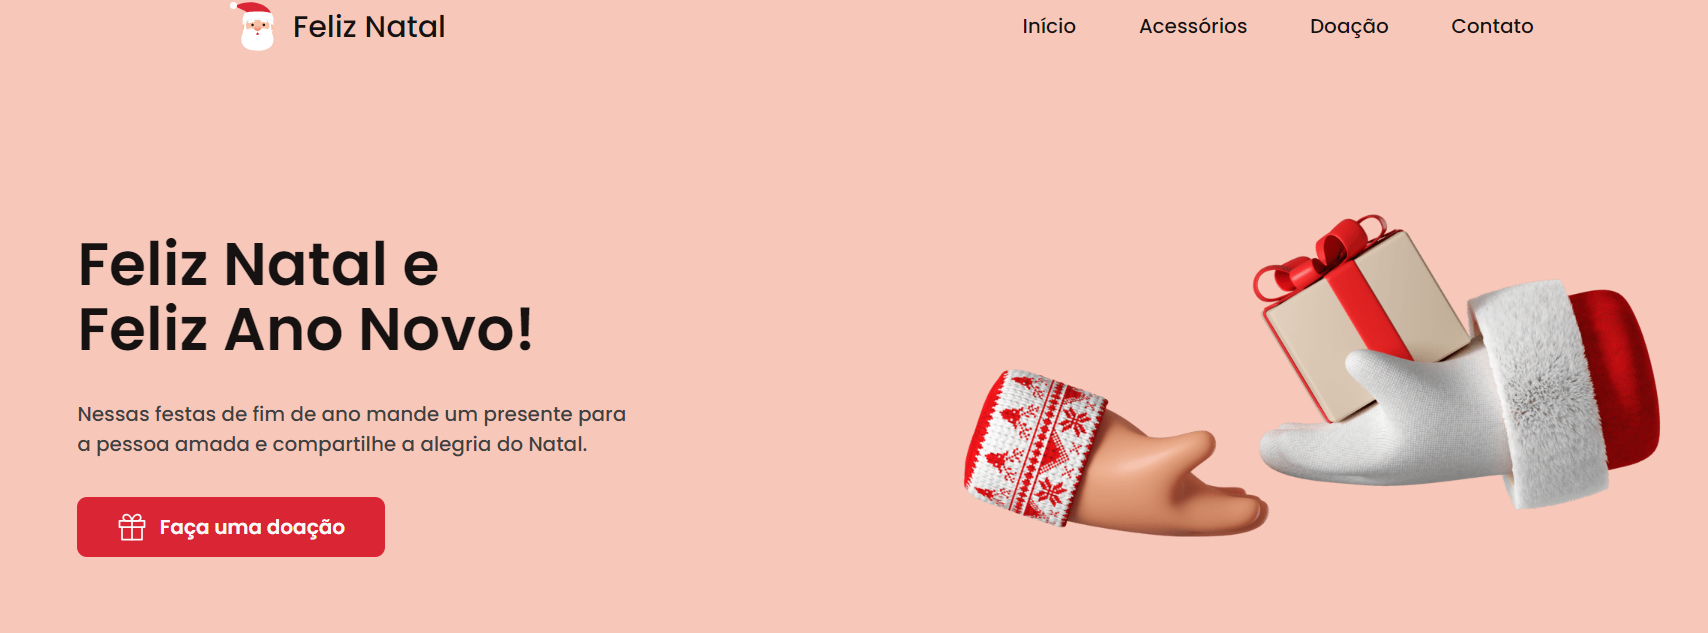 Feliz Natal
Início
Acessórios
Doação
Contato
Feliz Natal e
Feliz Ano Novo!
Nessas festas de fim de ano mande um presente para
a pessoa amada e compartilhe a alegria do Natal.
Faça uma doação